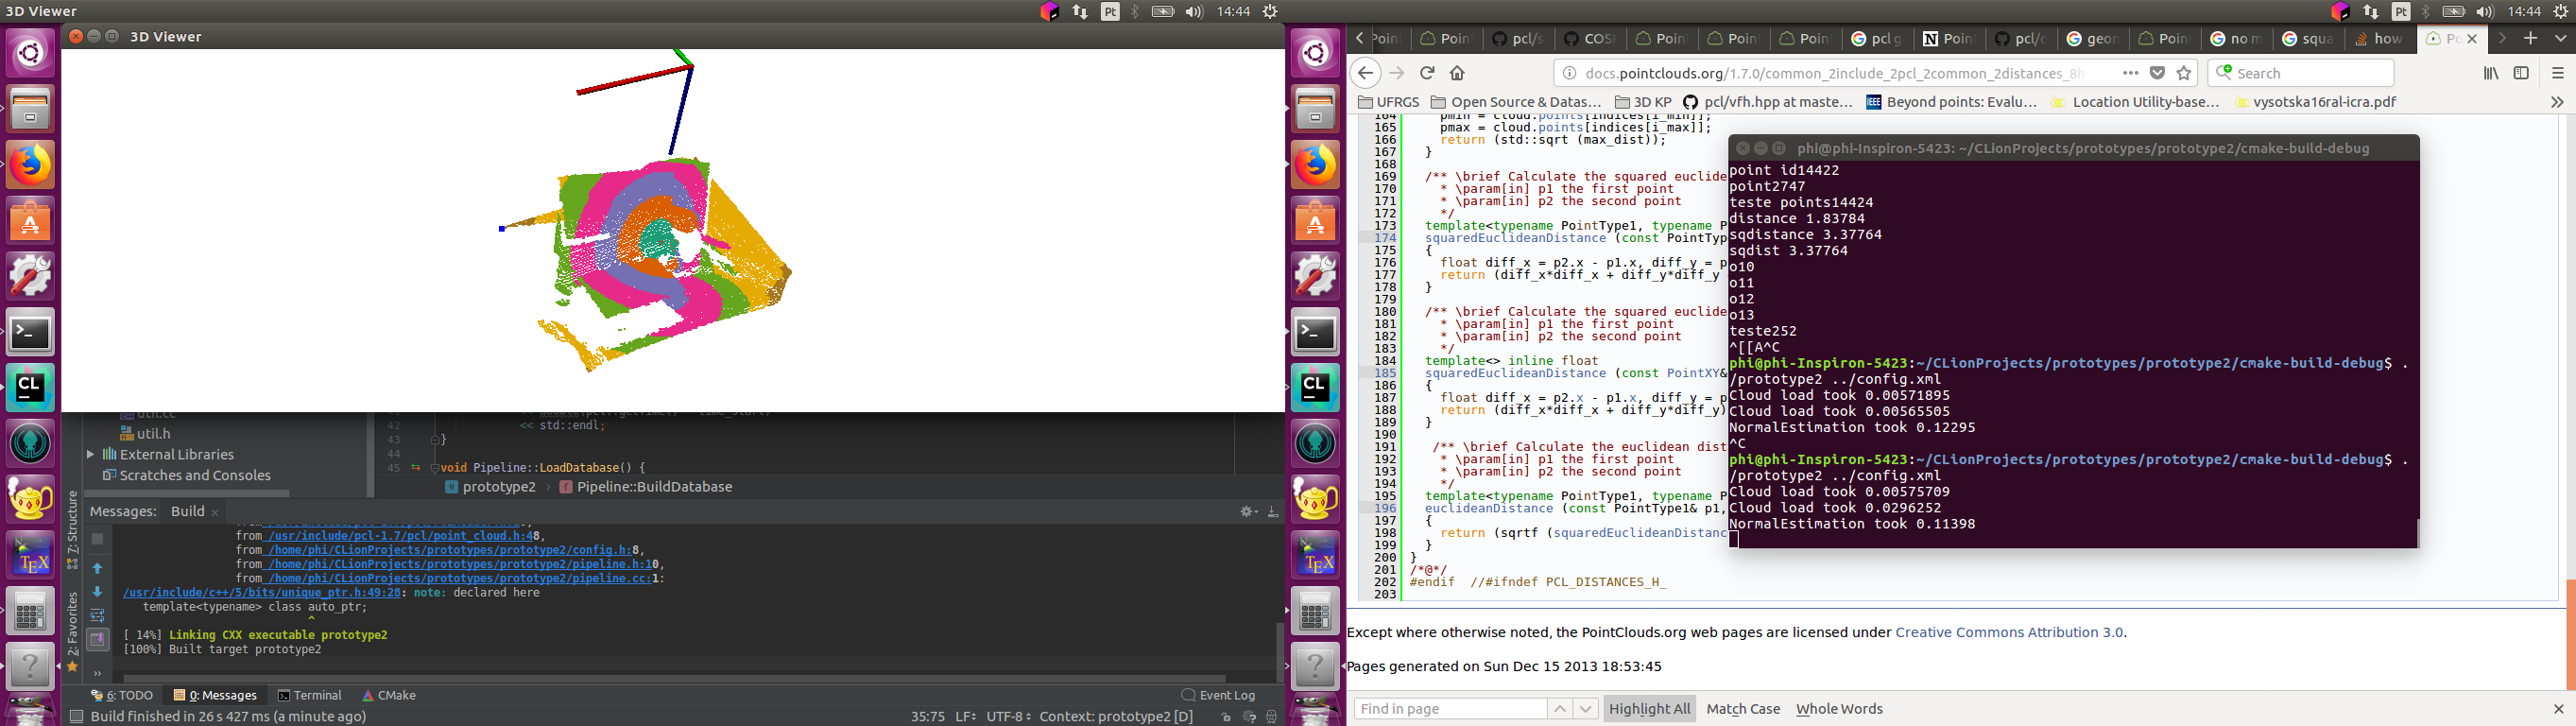 3D Viewer
Pt
14:44
3D Viewer
util.cc
util.h
External Libraries
Scratches and Consoles
42
43
44
45
<< std::endl;
}
void Pipeline::LoadDatabase() {
prototype2
Pipeline::BuildDatabase
Messages:
Build
7: Structure
2: Favorites
from /usr/include/pcl-1.7/pcl/point_cloud.h:48,
from /home/phi/CLionProjects/prototypes/prototype2/config.h:8,
from /home/phi/CLionProjects/prototypes/prototype2/pipeline.h:10,
from /home/phi/CLionProjects/prototypes/prototype2/pipeline.cc:1:
/usr/include/c++/5/bits/unique_ptr.h:49:28: note: declared here
template<typename> class auto_ptr;
^
[ 14%] Linking CXX executable prototype2
[100%] Built target prototype2
6: TODO
0: Messages
Terminal
CMake
Event Log
Build finished in 26 s 427 ms (a minute ago)
35:75
LF
UTF-8
Context: prototype2 [D]
Pt
14:44
Poin
pcl/s
COS
Poin
Poin
Poin
pcl g
Poin
pcl/c
geon
Poin
no m
squa
how
docs.pointclouds.org/1.7.0/common_2include_2pcl_2common_2distances_8h
Search
UFRGS
Open Source & Datas…
3D KP
pcl/vfh.hpp at maste…
Beyond points: Evalu…
Location Utility-base…
vysotska16ral-icra.pdf
164 pmin = cloud.points[indices[i_min]];
165 pmax = cloud.points[indices[i_max]];
166 return (std::sqrt (max_dist));
167 }
168
169 /** \brief Calculate the squared euclide
170 * \param[in] p1 the first point
171 * \param[in] p2 the second point
172 */
173 template<typename PointType1, typename P
174 squaredEuclideanDistance (const PointTyp
175 {
176 float diff_x = p2.x - p1.x, diff_y = p
177 return (diff_x*diff_x + diff_y*diff_y
178 }
179
180 /** \brief Calculate the squared euclide
181 * \param[in] p1 the first point
182 * \param[in] p2 the second point
183 */
184 template<> inline float
185 squaredEuclideanDistance (const PointXY&
186 {
187 float diff_x = p2.x - p1.x, diff_y = p
188 return (diff_x*diff_x + diff_y*diff_y)
189 }
190
191 /** \brief Calculate the euclidean dist
192 * \param[in] p1 the first point
193 * \param[in] p2 the second point
194 */
195 template<typename PointType1, typename P
196 euclideanDistance (const PointType1& p1,
197 {
198 return (sqrtf (squaredEuclideanDistanc
199 }
200 }
201 /*@*/
202 #endif //#ifndef PCL_DISTANCES_H_
203
phi@phi-Inspiron-5423: ~/CLionProjects/prototypes/prototype2/cmake-build-debug
point id14422
point2747
teste points14424
distance 1.83784
sqdistance 3.37764
sqdist 3.37764
o10
o11
o12
o13
teste252
^[[A^C
phi@phi-Inspiron-5423:~/CLionProjects/prototypes/prototype2/cmake-build-debug$ .
/prototype2 ../config.xml
Cloud load took 0.00571895
Cloud load took 0.00565505
NormalEstimation took 0.12295
^C
phi@phi-Inspiron-5423:~/CLionProjects/prototypes/prototype2/cmake-build-debug$ .
/prototype2 ../config.xml
Cloud load took 0.00575709
Cloud load took 0.0296252
NormalEstimation took 0.11398
Except where otherwise noted, the PointClouds.org web pages are licensed under Creative Commons Attribution 3.0.
Pages generated on Sun Dec 15 2013 18:53:45
Find in page
Highlight All
Match Case
Whole Words